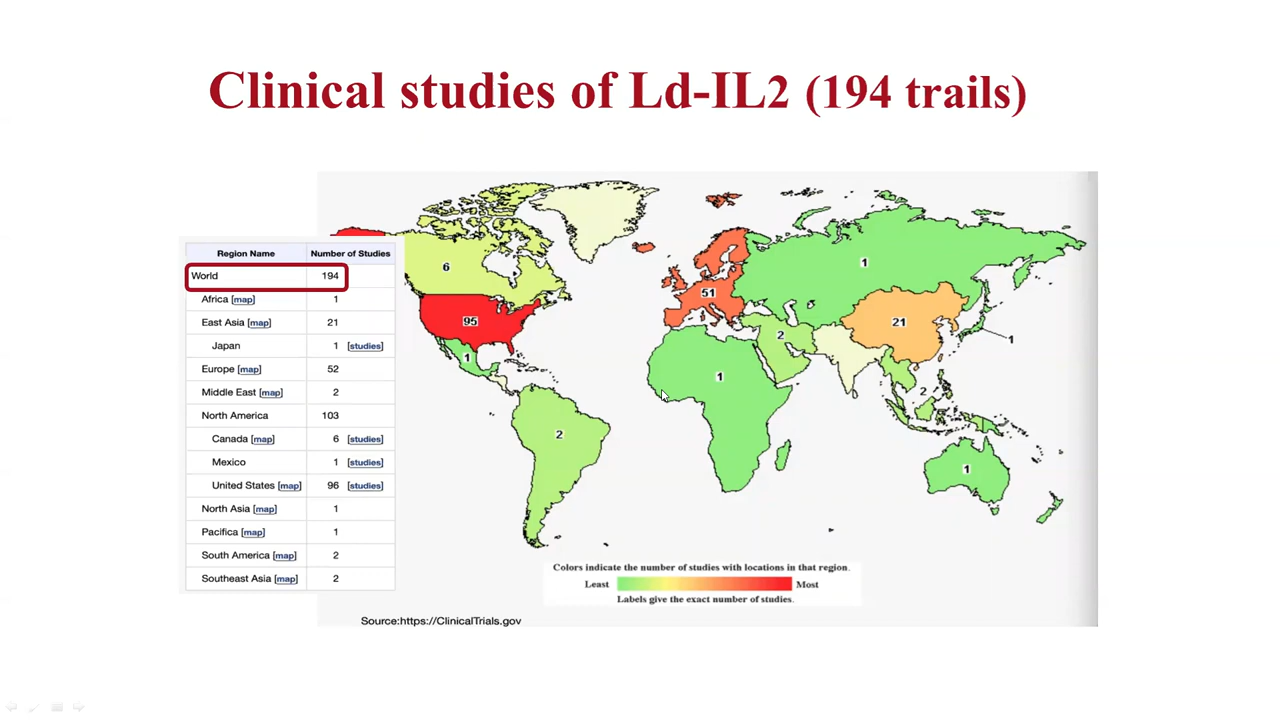 Clinical studies of Ld-IL2 (194 trails)
Region Name Number of Studies
World 194
Africa [map] 1
East Asia [map] 21
Japan 1 [studies]
Europe [map] 52
Middle East [map] 2
North America 103
Canada [map] 6 [studies]
Mexico 1 [studies]
United States [map] 96 [studies]
North Asia [map] 1
Pacifica [map] 1
South America [map] 2
Southeast Asia [map] 2
6
1
51
95
21
2
1
1
1
2
2
1
Colors indicate the number of studies with locations in that region.
Least Most
Labels give the exact number of studies.
Source:https://ClinicalTrials.gov